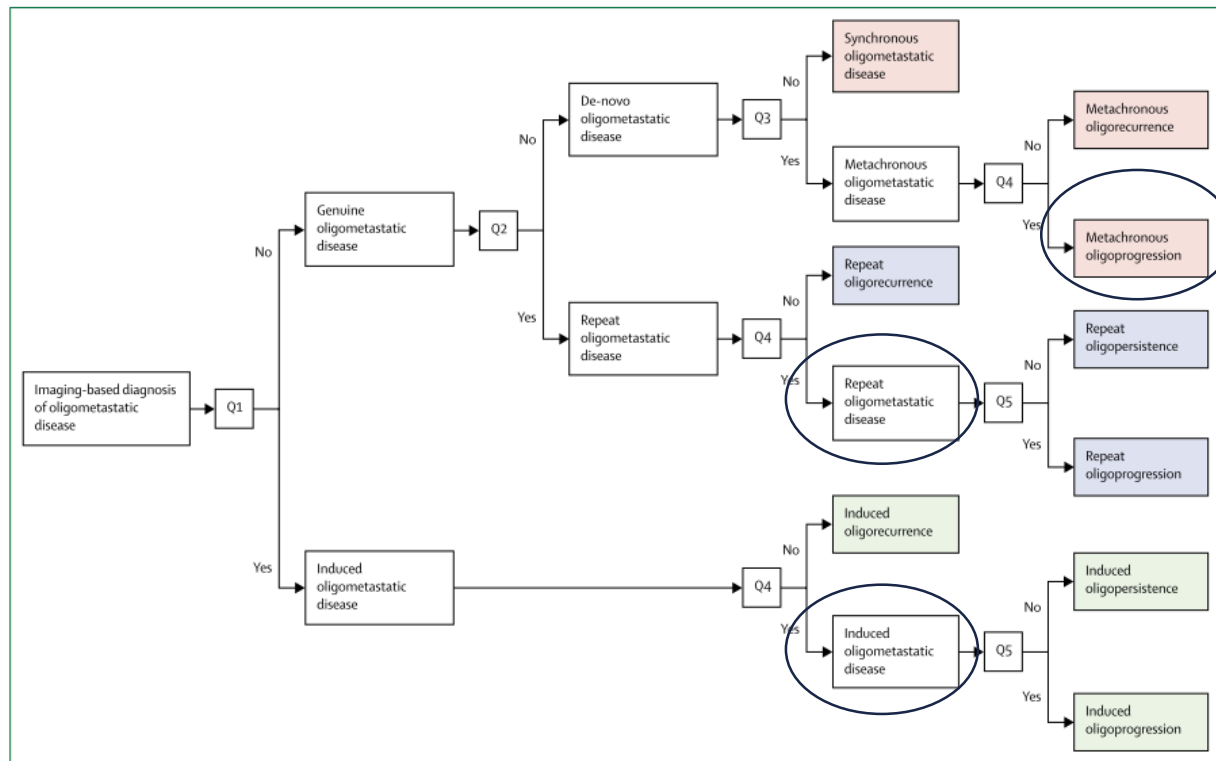 Imaging-based diagnosis
of oligometastatic
disease
Q1
No
Yes
Genuine
oligometastatic
disease
Q2
No
Yes
De-novo
oligometastatic
disease
Q3
No
Yes
Synchronous
oligometastatic
disease
Metachronous
oligometastatic
disease
Q4
No
Yes
Metachronous
oligorecurrence
Metachronous
oligoprogression
Repeat
oligometastatic
disease
Q4
No
Yes
Repeat
oligorecurrence
Repeat
oligometastatic
disease
Q5
No
Yes
Repeat
oligopersistence
Repeat
oligoprogression
Induced
oligometastatic
disease
Q4
No
Yes
Induced
oligorecurrence
Induced
oligometastatic
disease
Q5
No
Yes
Induced
oligopersistence
Induced
oligoprogression